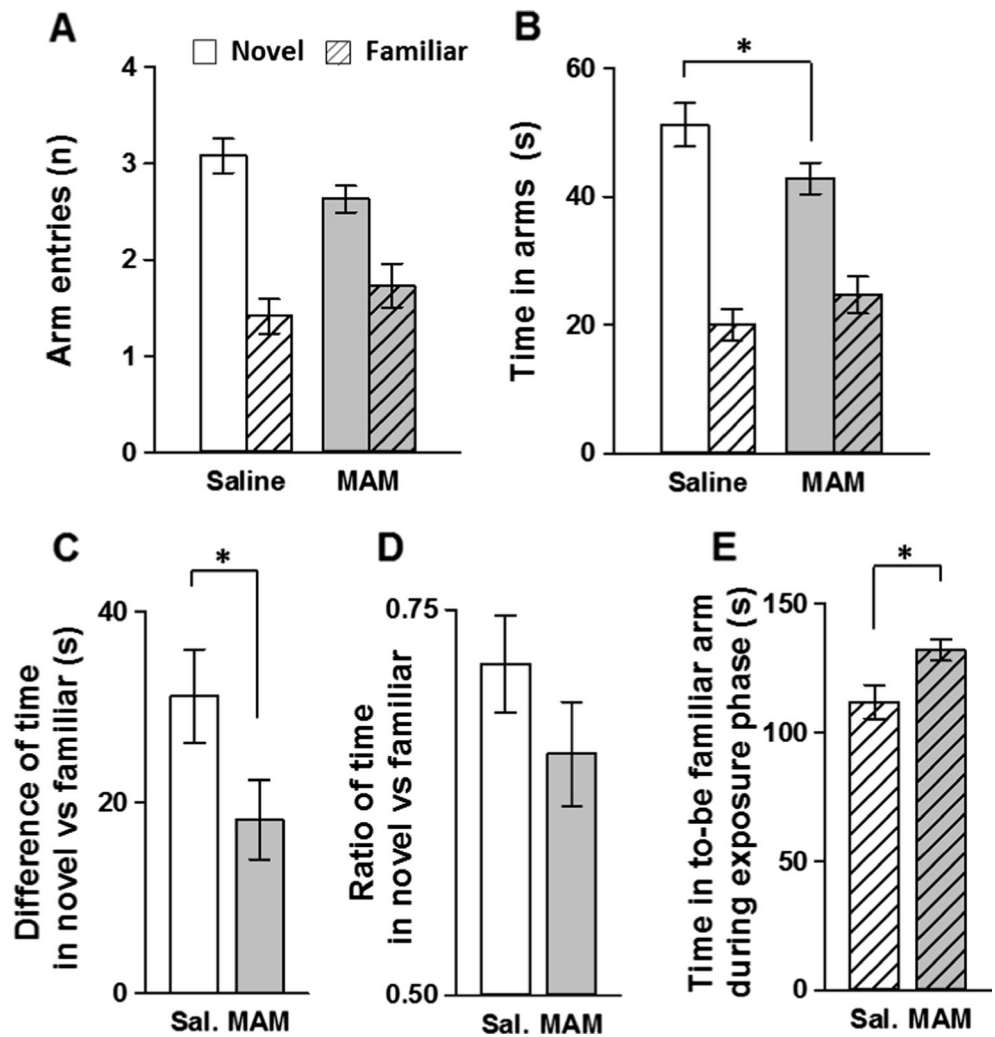 A
Novel Familiar
Arm entries (n)
4
3
2
1
0
Saline MAM
B
*
Time in arms (s)
60
40
20
0
Saline MAM
C
*
Difference of time
in novel vs familiar (s)
40
20
0
Sal. MAM
D
Ratio of time
in novel vs familiar
0.75
0.50
Sal. MAM
E
*
Time in to-be familiar arm
during exposure phase (s)
150
100
50
0
Sal. MAM